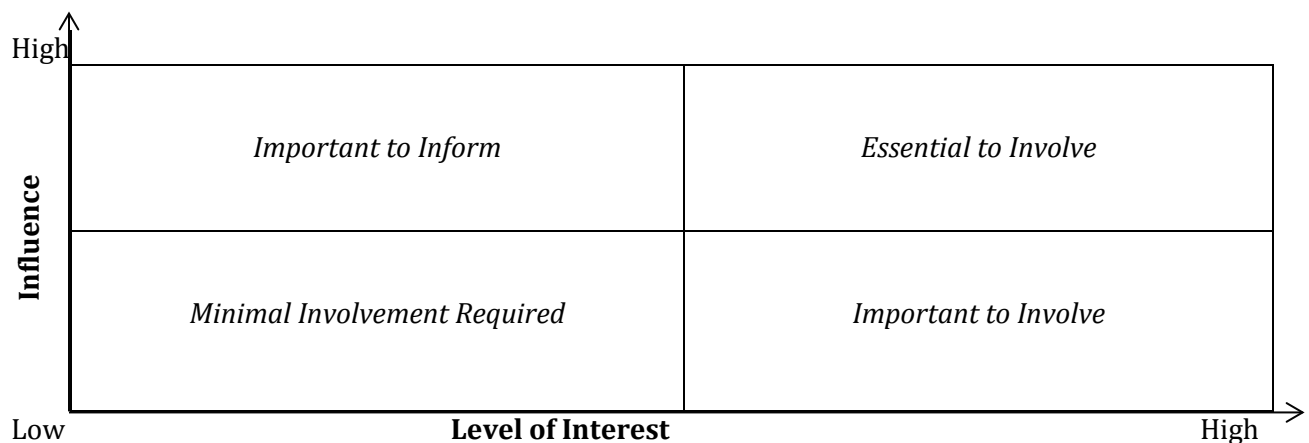 High
Important to Inform
Essential to Involve
Influence
Minimal Involvement Required
Important to Involve
Low
Level of Interest
High